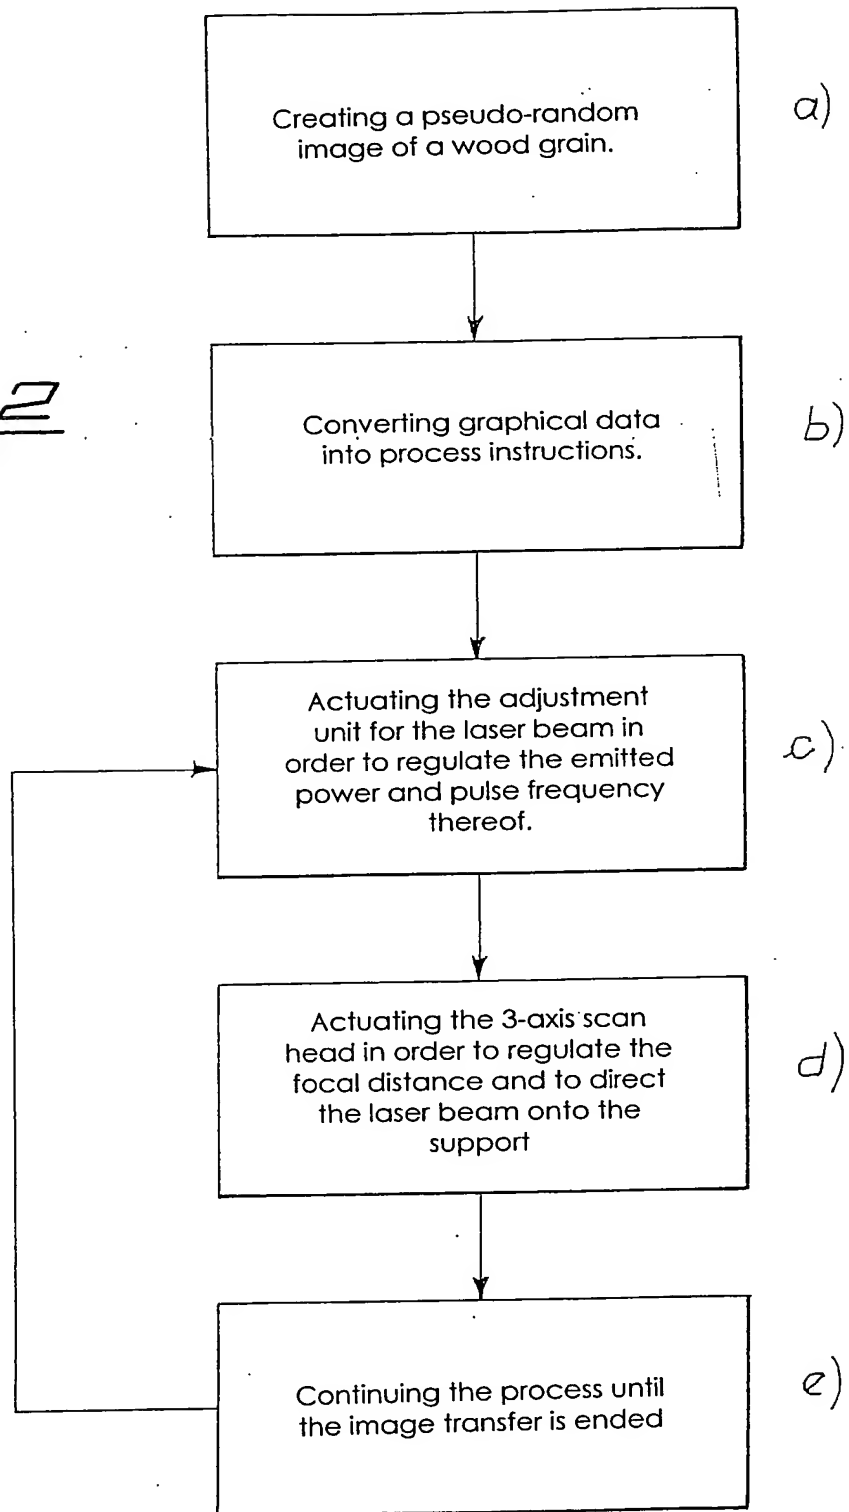 Creating a pseudo-random
image of a wood grain.
a)
2
Converting graphical data
into process instructions.
b)
Actuating the adjustment
unit for the laser beam in
order to regulate the emitted
power and pulse frequency
thereof.
c)
Actuating the 3-axis scan
head in order to regulate the
focal distance and to direct
the laser beam onto the
support
d)
Continuing the process until
the image transfer is ended
e)